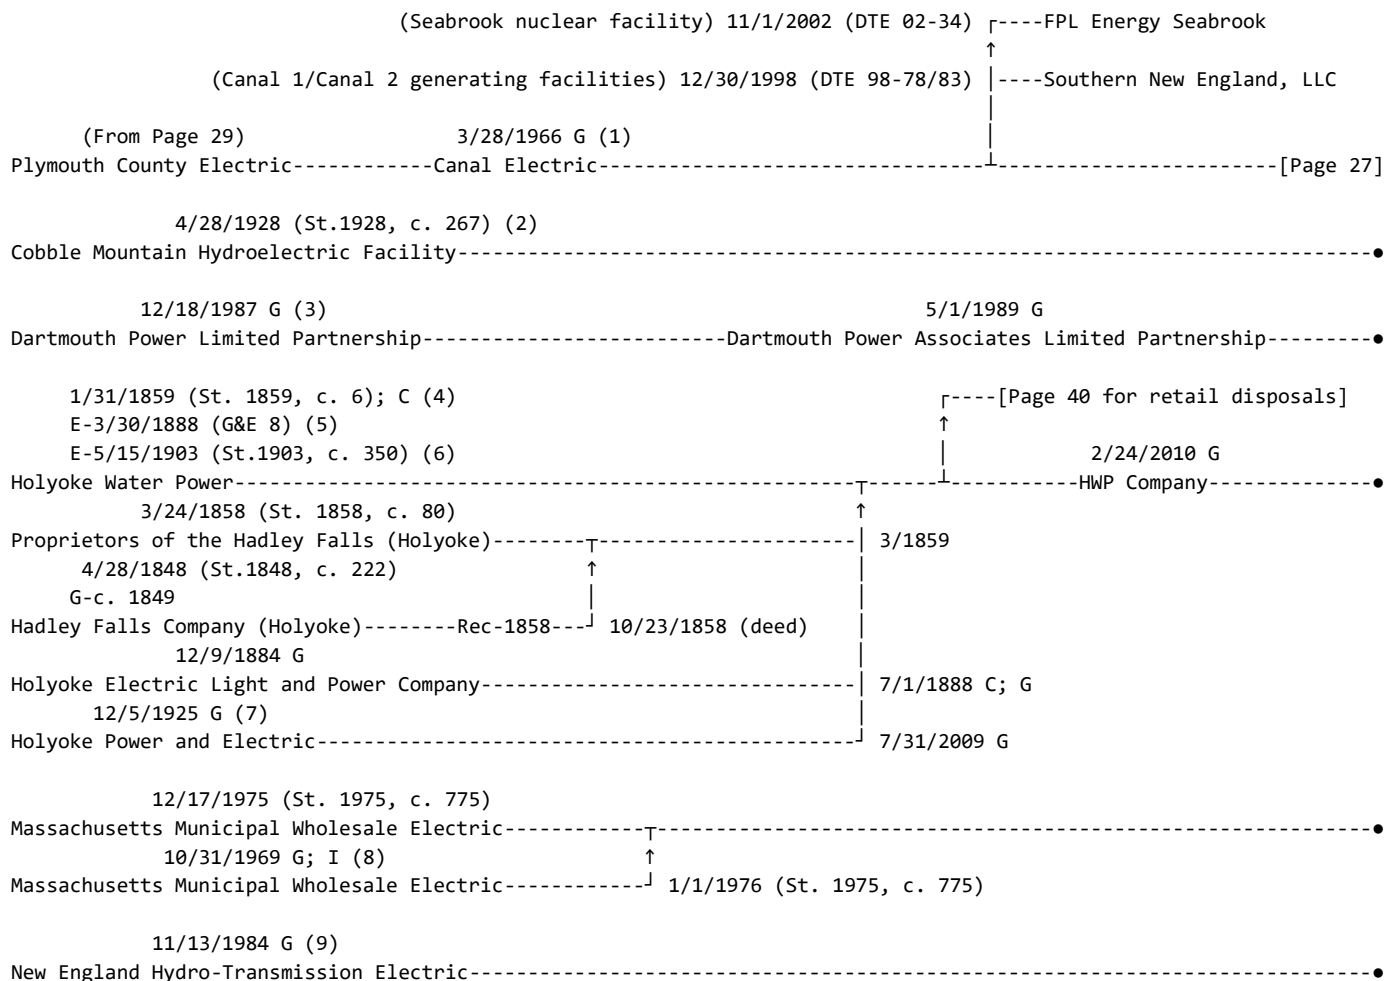 (Seabrook nuclear facility) 11/1/2002 (DTE 02-34) ┌----FPL Energy Seabrook
↑
(Canal 1/Canal 2 generating facilities) 12/30/1998 (DTE 98-78/83) │----Southern New England, LLC
│
(From Page 29) 3/28/1966 G (1) │
Plymouth County Electric------------Canal Electric---------------------------------┴------------------------[Page 27]
4/28/1928 (St.1928, c. 267) (2)
Cobble Mountain Hydroelectric Facility------------------------------------------------------------------------------●
12/18/1987 G (3) 5/1/1989 G
Dartmouth Power Limited Partnership--------------------------Dartmouth Power Associates Limited Partnership---------●
1/31/1859 (St. 1859, c. 6); C (4) ┌----[Page 40 for retail disposals]
E-3/30/1888 (G&E 8) (5) ↑
E-5/15/1903 (St.1903, c. 350) (6) │ 2/24/2010 G
Holyoke Water Power-----------------------------------------------------┬------┴-----------HWP Company--------------●
3/24/1858 (St. 1858, c. 80) ↑
Proprietors of the Hadley Falls (Holyoke)--------┬----------------------│ 3/1859
4/28/1848 (St.1848, c. 222) ↑ │
G-c. 1849 │ │
Hadley Falls Company (Holyoke)--------Rec-1858---┘ 10/23/1858 (deed) │
12/9/1884 G │
Holyoke Electric Light and Power Company--------------------------------│ 7/1/1888 C; G
12/5/1925 G (7) │
Holyoke Power and Electric----------------------------------------------┘ 7/31/2009 G
12/17/1975 (St. 1975, c. 775)
Massachusetts Municipal Wholesale Electric------------┬-------------------------------------------------------------●
10/31/1969 G; I (8) ↑
Massachusetts Municipal Wholesale Electric------------┘ 1/1/1976 (St. 1975, c. 775)
11/13/1984 G (9)
New England Hydro-Transmission Electric-----------------------------------------------------------------------------●